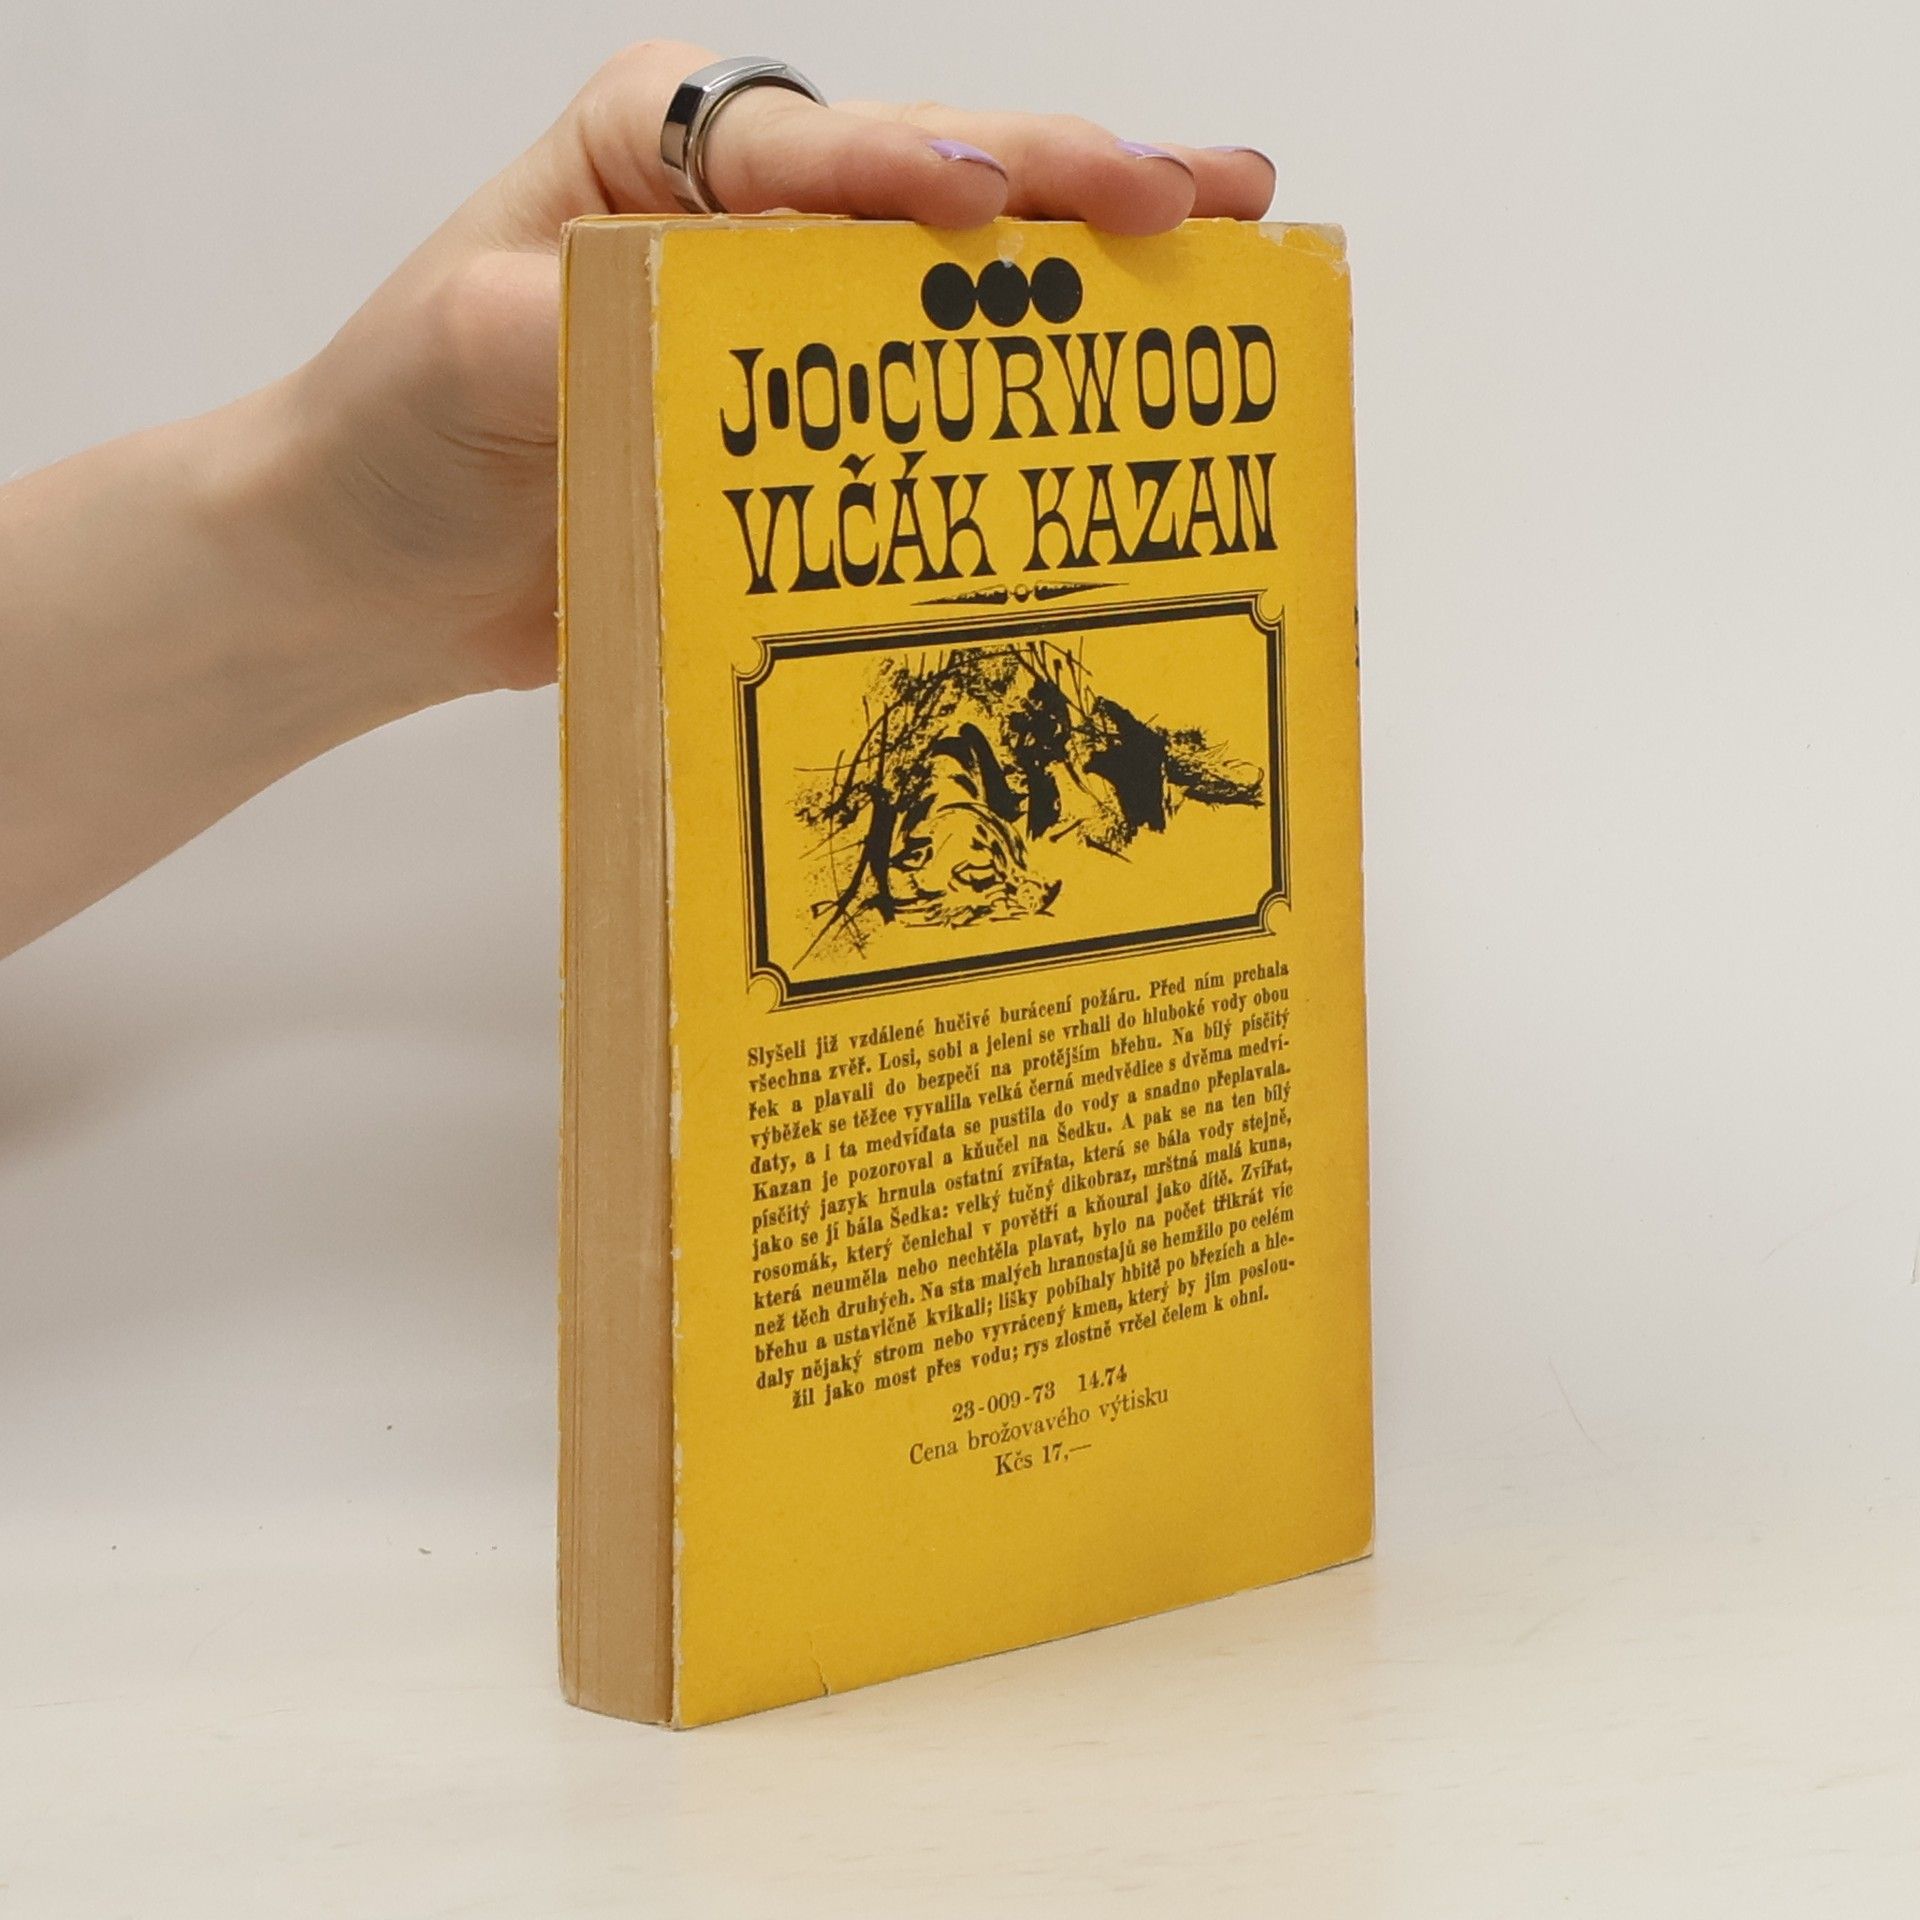 J·O·CURWOOD
VLČÁK KAZAN
Slyšeli již vzdálené hučivé burácení požáru. Před ním prchala
všechna zvěř. Losi, sobi a jeleni se vrhali do hluboké vody obou
řek a plavali do bezpečí na protějším břehu. Na bílý písčitý
výběžek se těžce vyvalila velká černá medvědice s dvěma medví-
ďaty, a i ta medvíďata se pustila do vody a snadno přeplavala.
Kazan je pozoroval a kňučel na Šedku. A pak se na ten bílý
písčitý jazyk hrnula ostatní zvířata, která se bála vody stejně,
jako se jí bála Šedka: velký tučný dikobraz, mrštná malá kuna,
rosomák, který čenichal v povětří a kňoural jako dítě. Zvířat,
která neuměla nebo nechtěla plavat, bylo na počet třikrát víc
než těch druhých. Na sta malých hranostajů se hemžilo po celém
břehu a ustavičně kvikali; lišky pobíhaly hbitě po březích a hle-
daly nějaký strom nebo vyvrácený kmen, který by jim poslou-
žil jako most přes vodu; rys zlostně vrčel čelem k ohni.
23-009-73 14.74
Cena brožovavého výtisku
Kčs 17,—